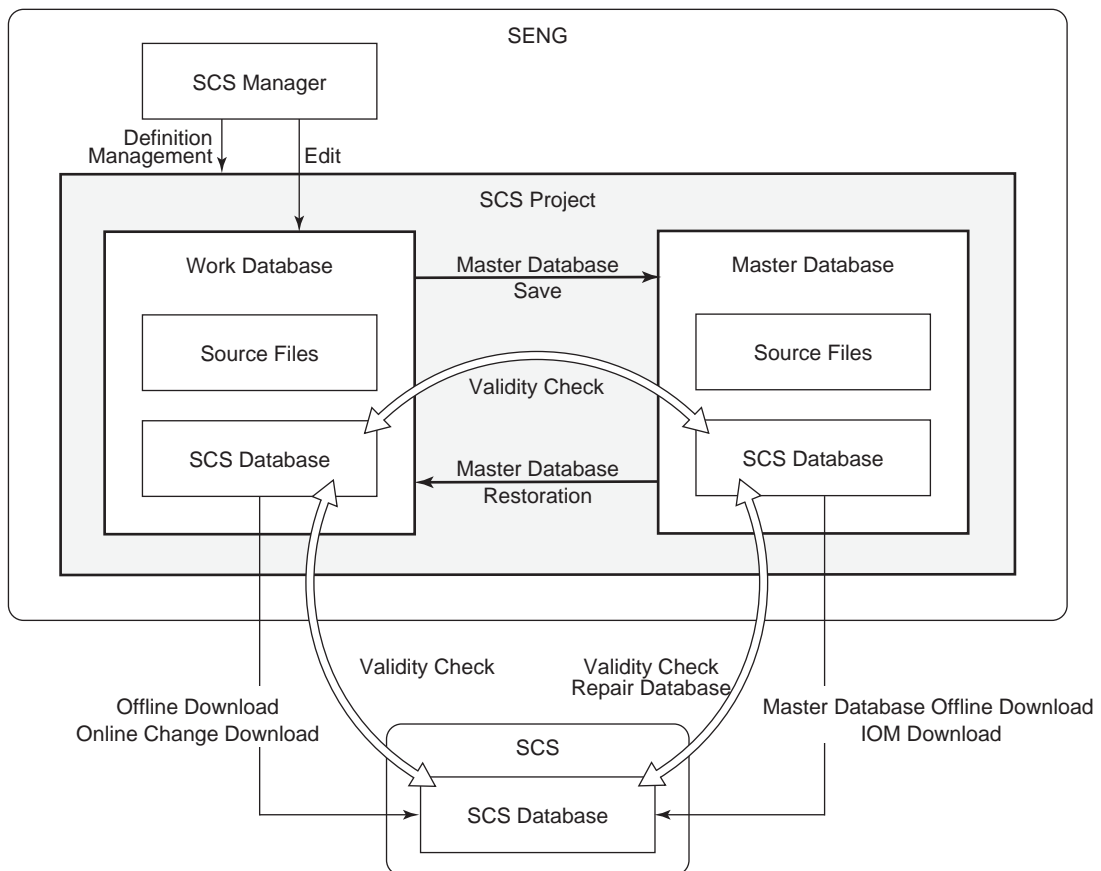 SENG
SCS Manager
Definition
Management
Edit
SCS Project
Work Database
Master Database
Save
Master Database
Source Files
Source Files
Validity Check
SCS Database
SCS Database
Master Database
Restoration
Validity Check
Validity Check
Repair Database
Offline Download
Online Change Download
Master Database Offline Download
IOM Download
SCS
SCS Database